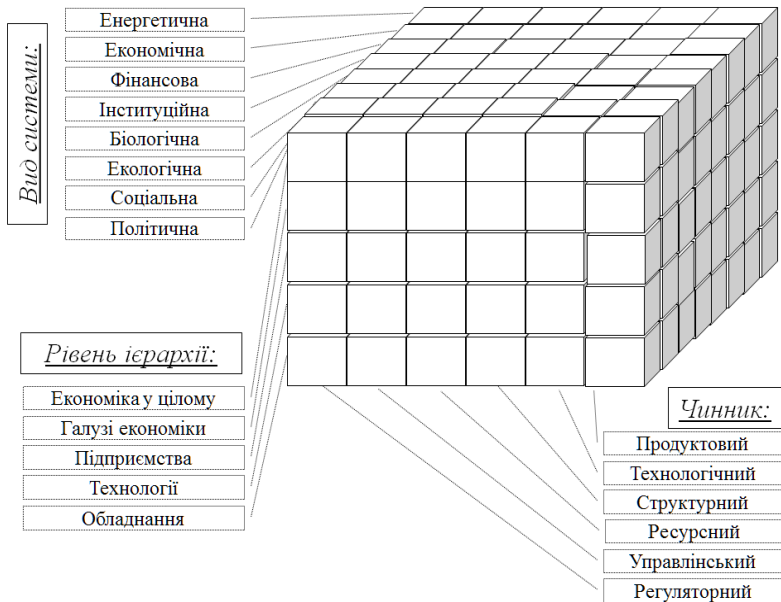 Вид системи:
Енергетична
Економічна
Фінансова
Інституційна
Біологічна
Екологічна
Соціальна
Політична
Рівень ієрархії:
Економіка у цілому
Галузі економіки
Підприємства
Технології
Обладнання
Чинник:
Продуктовий
Технологічний
Структурний
Ресурсний
Управлінський
Регуляторний